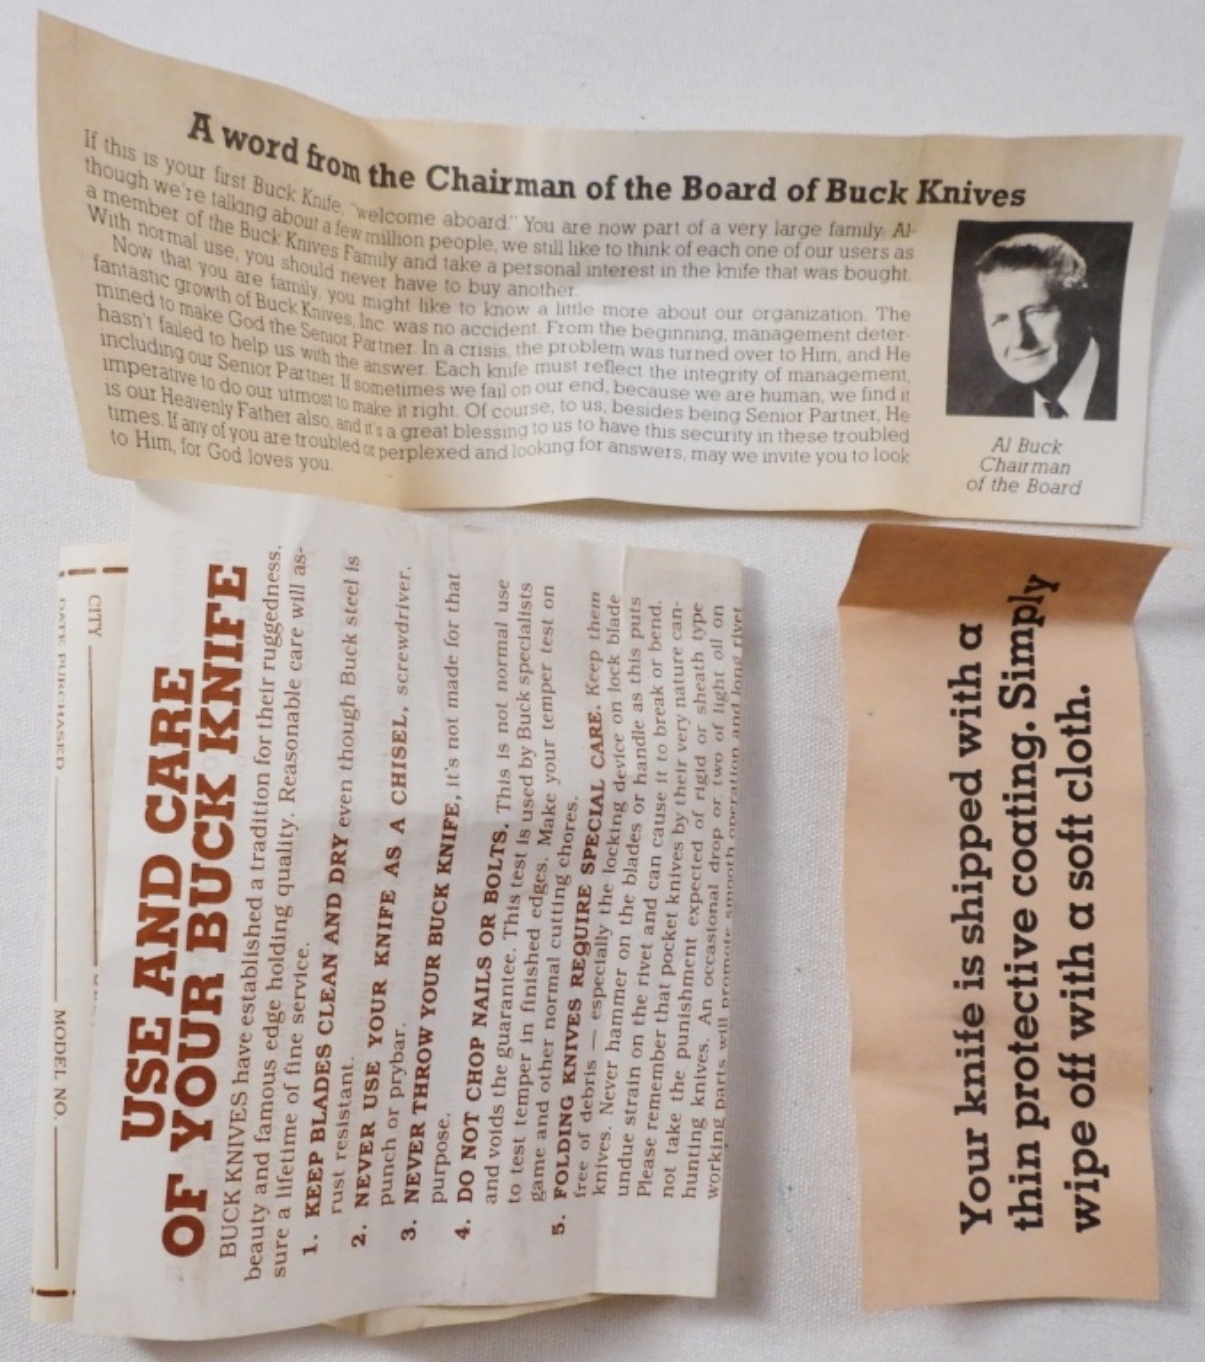 A word from the Chairman of the Board of Buck Knives
If this is your first Buck Knife, "welcome aboard." You are now part of a very large family. Al-
though we're talking about a few million people, we still like to think of each one of our users as
a member of the Buck Knives Family and take a personal interest in the knife that was bought.
With normal use, you should never have to buy another.
Now that you are family, you might like to know a little more about our organization. The
fantastic growth of Buck Knives, Inc. was no accident. From the beginning, management deter-
mined to make God the Senior Partner. In a crisis, the problem was turned over to Him, and He
hasn't failed to help us with the answer. Each knife must reflect the integrity of management,
including our Senior Partner. If sometimes we fail on our end, because we are human, we find it
imperative to do our utmost to make it right. Of course, to us, besides being Senior Partner, He
is our Heavenly Father also, and it's a great blessing to us to have this security in these troubled
times. If any of you are troubled or perplexed and looking for answers, may we invite you to look
to Him, for God loves you.
Al Buck
Chairman
of the Board
CITY
DATE PURCHASED
MODEL NO.
USE AND CARE
OF YOUR BUCK KNIFE
BUCK KNIVES have established a tradition for their ruggedness,
beauty and famous edge holding quality. Reasonable care will as-
sure a lifetime of fine service.
1. KEEP BLADES CLEAN AND DRY even though Buck steel is
rust resistant.
2. NEVER USE YOUR KNIFE AS A CHISEL, screwdriver,
punch or prybar.
3. NEVER THROW YOUR BUCK KNIFE, it's not made for that
purpose.
4. DO NOT CHOP NAILS OR BOLTS. This is not normal use
and voids the guarantee. This test is used by Buck specialists
to test temper in finished edges. Make your temper test on
game and other normal cutting chores.
5. FOLDING KNIVES REQUIRE SPECIAL CARE. Keep them
free of debris — especially the locking device on lock blade
knives. Never hammer on the blades or handle as this puts
undue strain on the rivet and can cause it to break or bend.
Please remember that pocket knives by their very nature can-
not take the punishment expected of rigid or sheath type
hunting knives. An occasional drop or two of light oil on
working parts will promote smooth operation and long rivet
Your knife is shipped with a
thin protective coating. Simply
wipe off with a soft cloth.